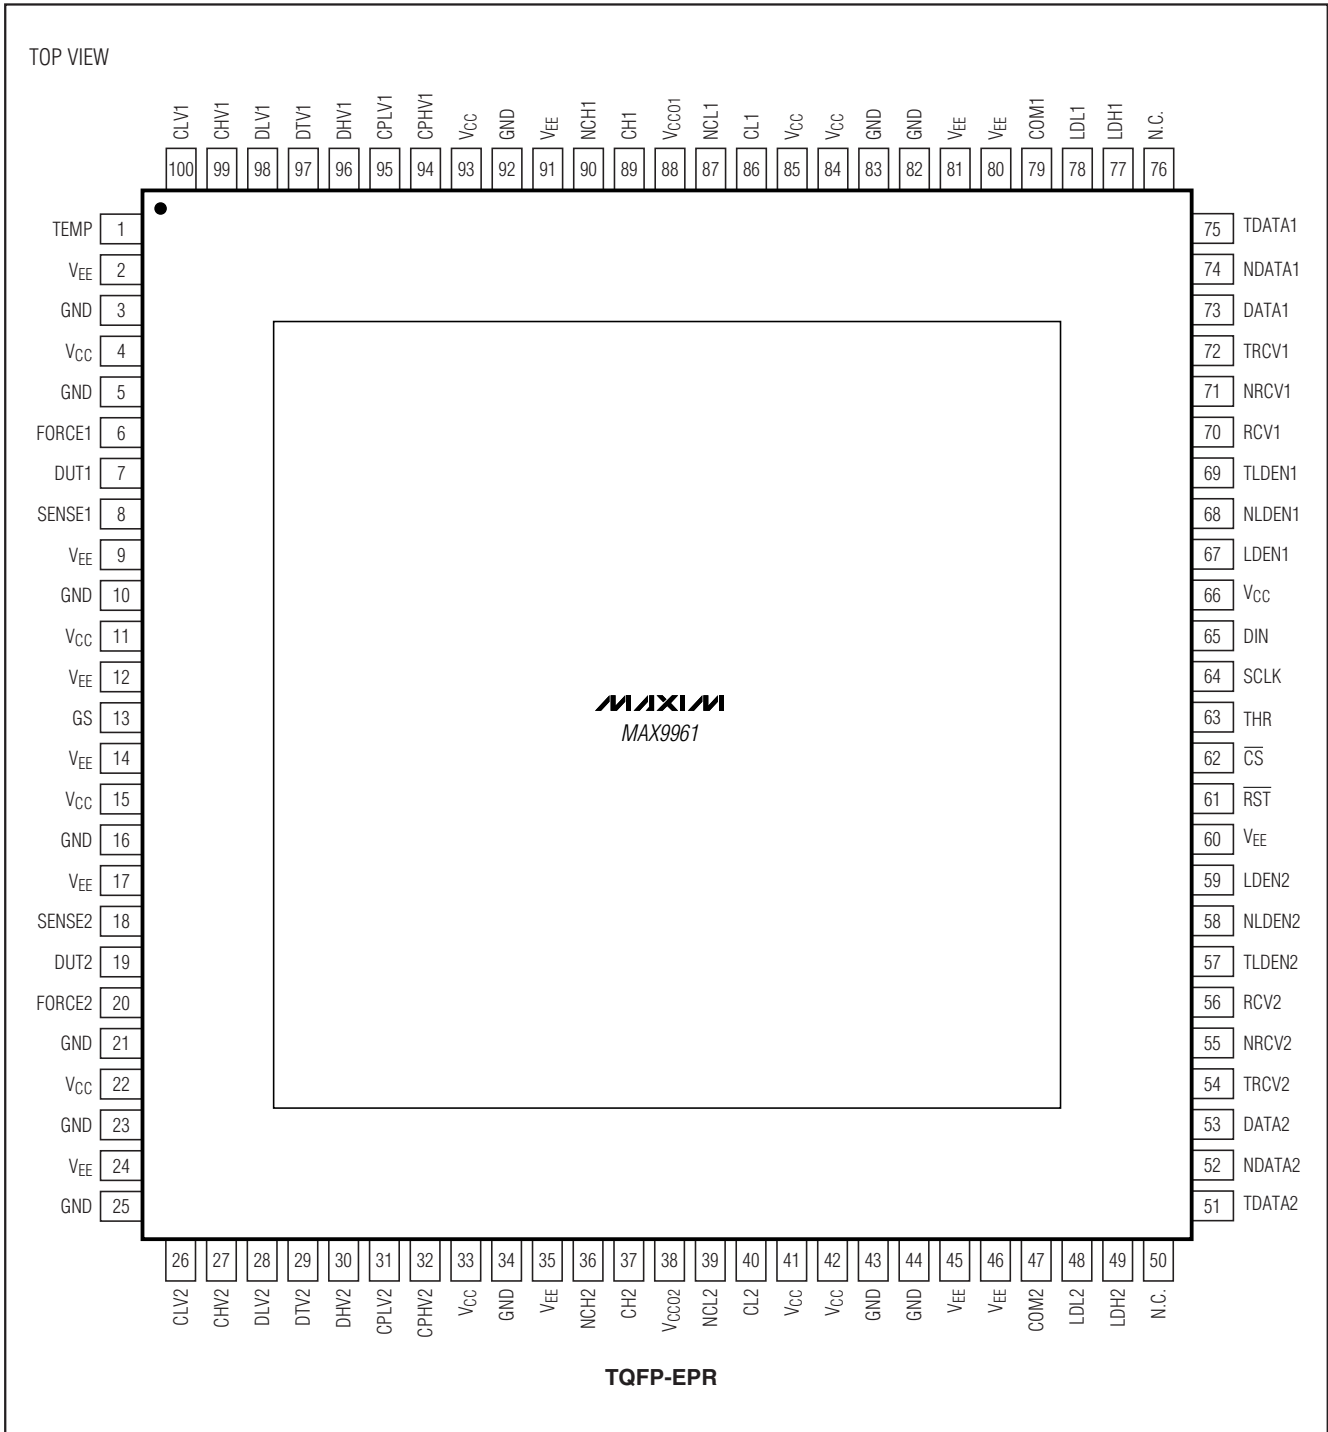 TOP VIEW
CLV1
CHV1
DLV1
DTV1
DHV1
CPLV1
CPHV1
VCC
GND
VEE
NCH1
CH1
VCCO1
NCL1
CL1
VCC
VCC
GND
GND
VEE
VEE
COM1
LDL1
LDH1
N.C.
100 99 98 97 96 95 94 93 92 91 90 89 88 87 86 85 84 83 82 81 80 79 78 77 76
TEMP 1
VEE 2
GND 3
VCC 4
GND 5
FORCE1 6
DUT1 7
SENSE1 8
VEE 9
GND 10
VCC 11
VEE 12
GS 13
VEE 14
VCC 15
GND 16
VEE 17
SENSE2 18
DUT2 19
FORCE2 20
GND 21
VCC 22
GND 23
VEE 24
GND 25
MAXIM
MAX9961
75 TDATA1
74 NDATA1
73 DATA1
72 TRCV1
71 NRCV1
70 RCV1
69 TLDEN1
68 NLDEN1
67 LDEN1
66 VCC
65 DIN
64 SCLK
63 THR
62 CS
61 RST
60 VEE
59 LDEN2
58 NLDEN2
57 TLDEN2
56 RCV2
55 NRCV2
54 TRCV2
53 DATA2
52 NDATA2
51 TDATA2
26 27 28 29 30 31 32 33 34 35 36 37 38 39 40 41 42 43 44 45 46 47 48 49 50
CLV2
CHV2
DLV2
DTV2
DHV2
CPLV2
CPHV2
VCC
GND
VEE
NCH2
CH2
VCCO2
NCL2
CL2
VCC
VCC
GND
GND
VEE
VEE
COM2
LDL2
LDH2
N.C.
TQFP-EPR